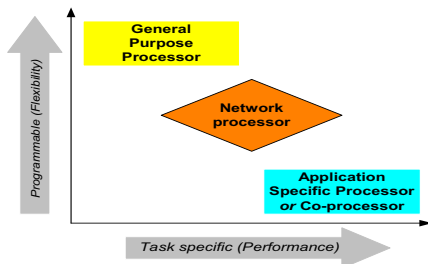 General
Purpose
Processor
Programmable (Flexibility)
Network
processor
Application
Specific Processor
or Co-processor
Task specific (Performance)